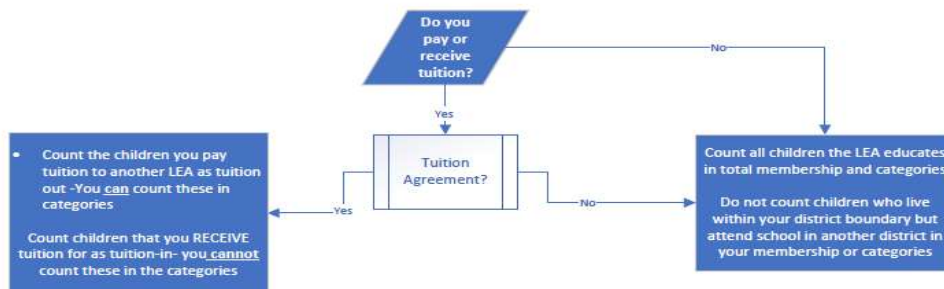 Do you
pay or
receive
tuition?
No
Yes
Tuition
Agreement?
Yes
No
• Count the children you pay
tuition to another LEA as tuition
out -You can count these in
categories
Count children that you RECEIVE
tuition for as tuition-in- you cannot
count these in the categories
Count all children the LEA educates
in total membership and categories
Do not count children who live
within your district boundary but
attend school in another district in
your membership or categories